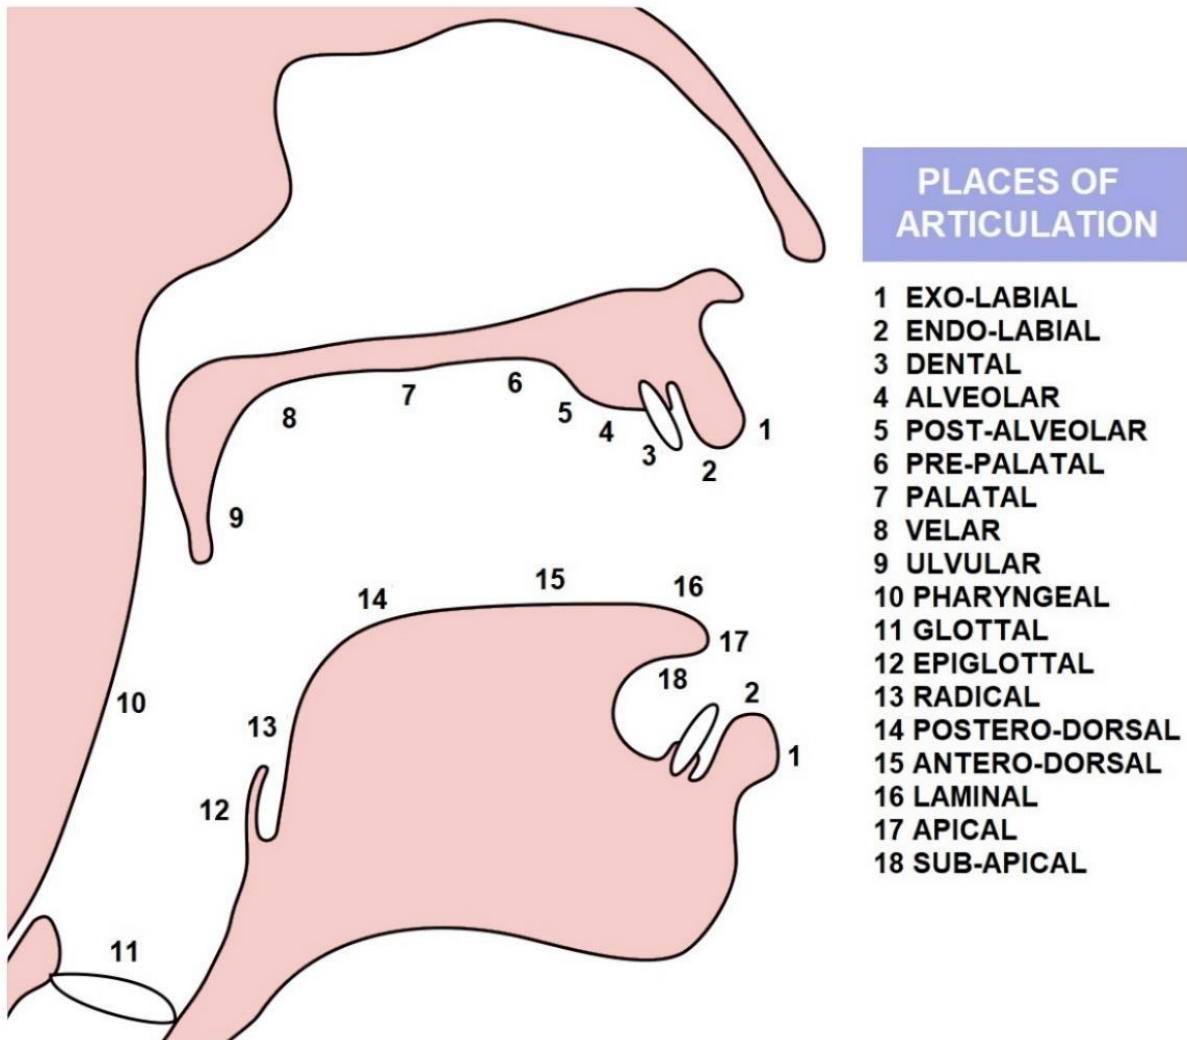 PLACES OF
ARTICULATION
1 EXO-LABIAL
2 ENDO-LABIAL
3 DENTAL
4 ALVEOLAR
5 POST-ALVEOLAR
6 PRE-PALATAL
7 PALATAL
8 VELAR
9 ULVULAR
10 PHARYNGEAL
11 GLOTTAL
12 EPIGLOTTAL
13 RADICAL
14 POSTERO-DORSAL
15 ANTERO-DORSAL
16 LAMINAL
17 APICAL
18 SUB-APICAL
6
7
8
5
4
3
2
1
9
15
14
16
17
18
2
10
13
1
12
11